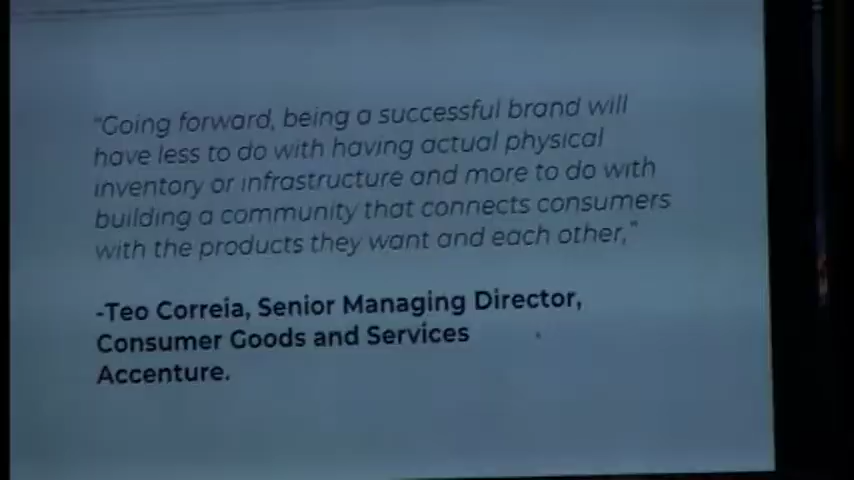 "Going forward, being a successful brand will
have less to do with having actual physical
inventory or infrastructure and more to do with
building a community that connects consumers
with the products they want and each other,"
-Teo Correia, Senior Managing Director,
Consumer Goods and Services
Accenture.